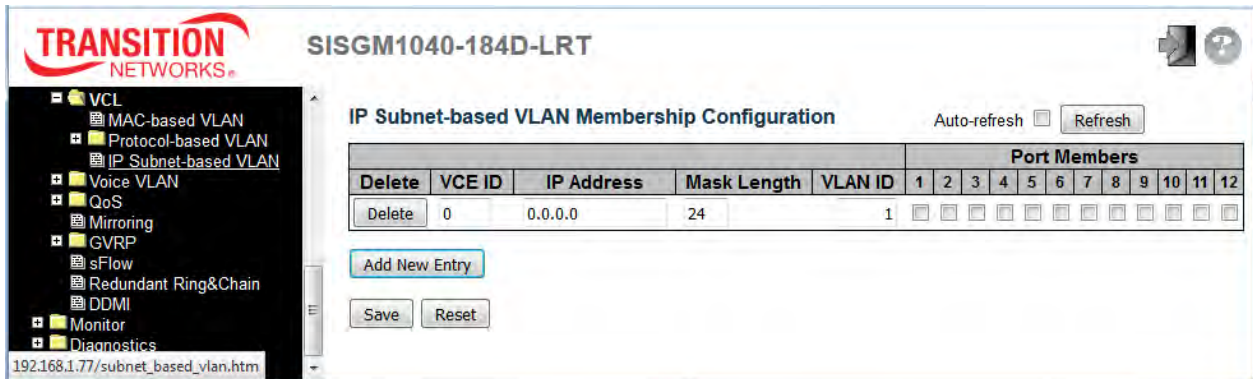 TRANSITION
NETWORKS®
SISGM1040-184D-LRT
VCL
MAC-based VLAN
Protocol-based VLAN
IP Subnet-based VLAN
Voice VLAN
QoS
Mirroring
GVRP
sFlow
Redundant Ring&Chain
DDMI
Monitor
Diagnostics
192.168.1.77/subnet_based_vlan.htm
IP Subnet-based VLAN Membership Configuration
Auto-refresh Refresh
Port Members
Delete VCE ID IP Address Mask Length VLAN ID 1 2 3 4 5 6 7 8 9 10 11 12
Delete 0 0.0.0.0 24 1
Add New Entry
Save Reset